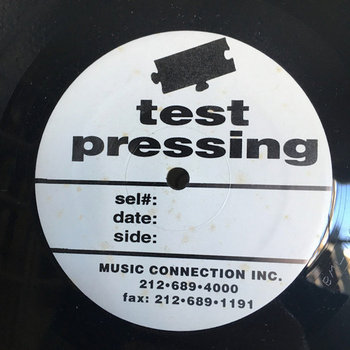 test
pressing
sel#:
date:
side:
MUSIC CONNECTION INC.
212•689•4000
fax: 212•689•1191